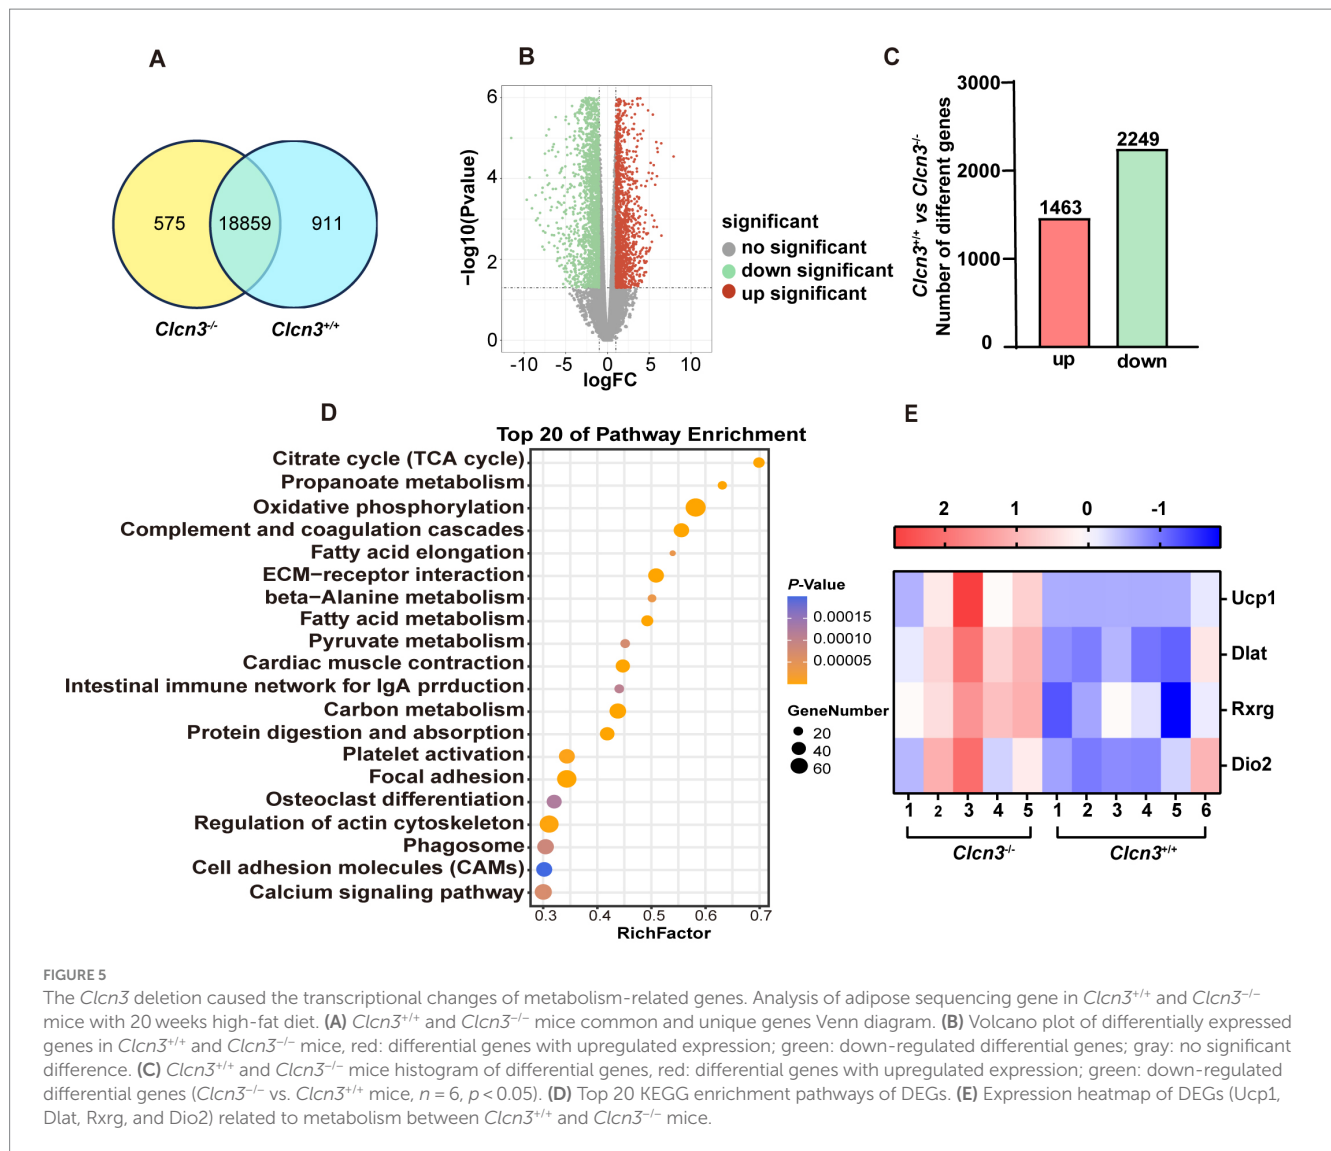 A
575
18859
911
Clcn3-/-
Clcn3+/+
B
6
4
2
0
−log10(Pvalue)
-10
-5
0
5
10
logFC
significant
no significant
down significant
up significant
C
Clcn3+/+ vs Clcn3-/-
Number of different genes
3000
2000
1000
0
1463
2249
up
down
D
Top 20 of Pathway Enrichment
Citrate cycle (TCA cycle)
Propanoate metabolism
Oxidative phosphorylation
Complement and coagulation cascades
Fatty acid elongation
ECM−receptor interaction
beta−Alanine metabolism
Fatty acid metabolism
Pyruvate metabolism
Cardiac muscle contraction
Intestinal immune network for IgA prrduction
Carbon metabolism
Protein digestion and absorption
Platelet activation
Focal adhesion
Osteoclast differentiation
Regulation of actin cytoskeleton
Phagosome
Cell adhesion molecules (CAMs)
Calcium signaling pathway
0.3
0.4
0.5
0.6
0.7
RichFactor
P-Value
0.00015
0.00010
0.00005
GeneNumber
20
40
60
E
2
1
0
-1
Ucp1
Dlat
Rxrg
Dio2
1 2 3 4 5 1 2 3 4 5 6
Clcn3-/-
Clcn3+/+
FIGURE 5
The Clcn3 deletion caused the transcriptional changes of metabolism-related genes. Analysis of adipose sequencing gene in Clcn3+/+ and Clcn3−/−
mice with 20 weeks high-fat diet. (A) Clcn3+/+ and Clcn3−/− mice common and unique genes Venn diagram. (B) Volcano plot of differentially expressed
genes in Clcn3+/+ and Clcn3−/− mice, red: differential genes with upregulated expression; green: down-regulated differential genes; gray: no significant
difference. (C) Clcn3+/+ and Clcn3−/− mice histogram of differential genes, red: differential genes with upregulated expression; green: down-regulated
differential genes (Clcn3−/− vs. Clcn3+/+ mice, n = 6, p < 0.05). (D) Top 20 KEGG enrichment pathways of DEGs. (E) Expression heatmap of DEGs (Ucp1,
Dlat, Rxrg, and Dio2) related to metabolism between Clcn3+/+ and Clcn3−/− mice.